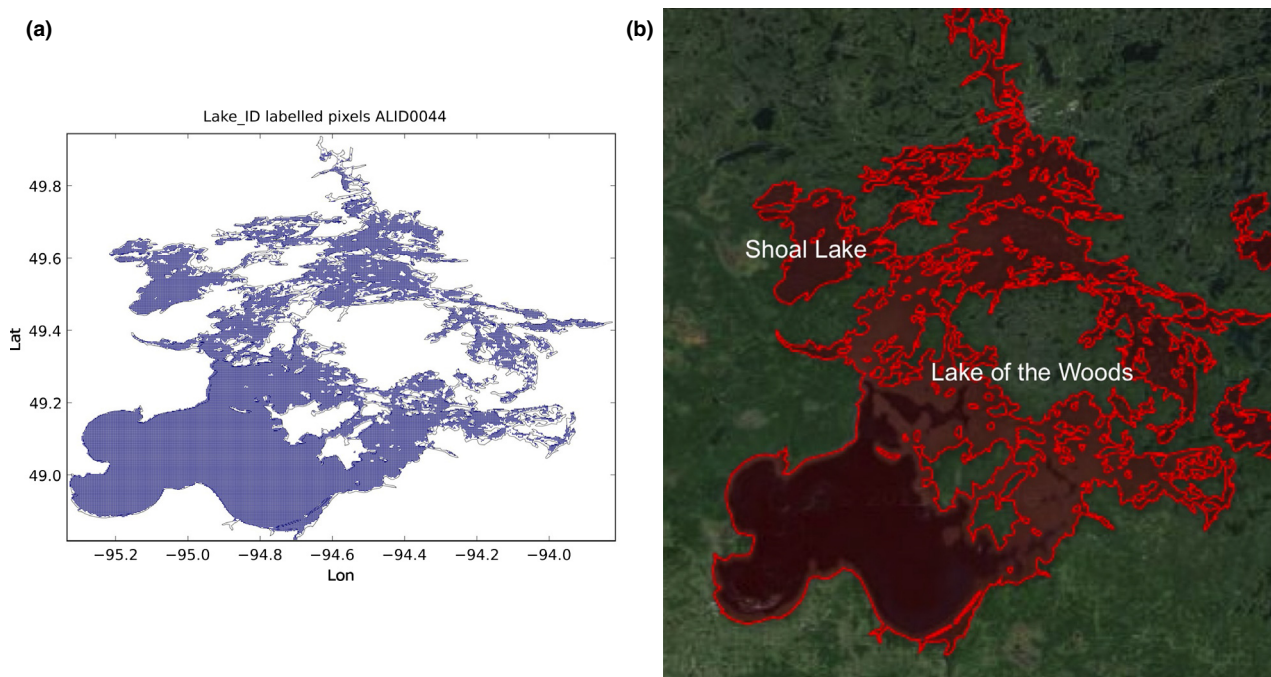 (a)
(b)
Lake_ID labelled pixels ALID0044
49.8
49.6
49.4
49.2
49.0
Lat
−95.2 −95.0 −94.8 −94.6 −94.4 −94.2 −94.0
Lon
Shoal Lake
Lake of the Woods